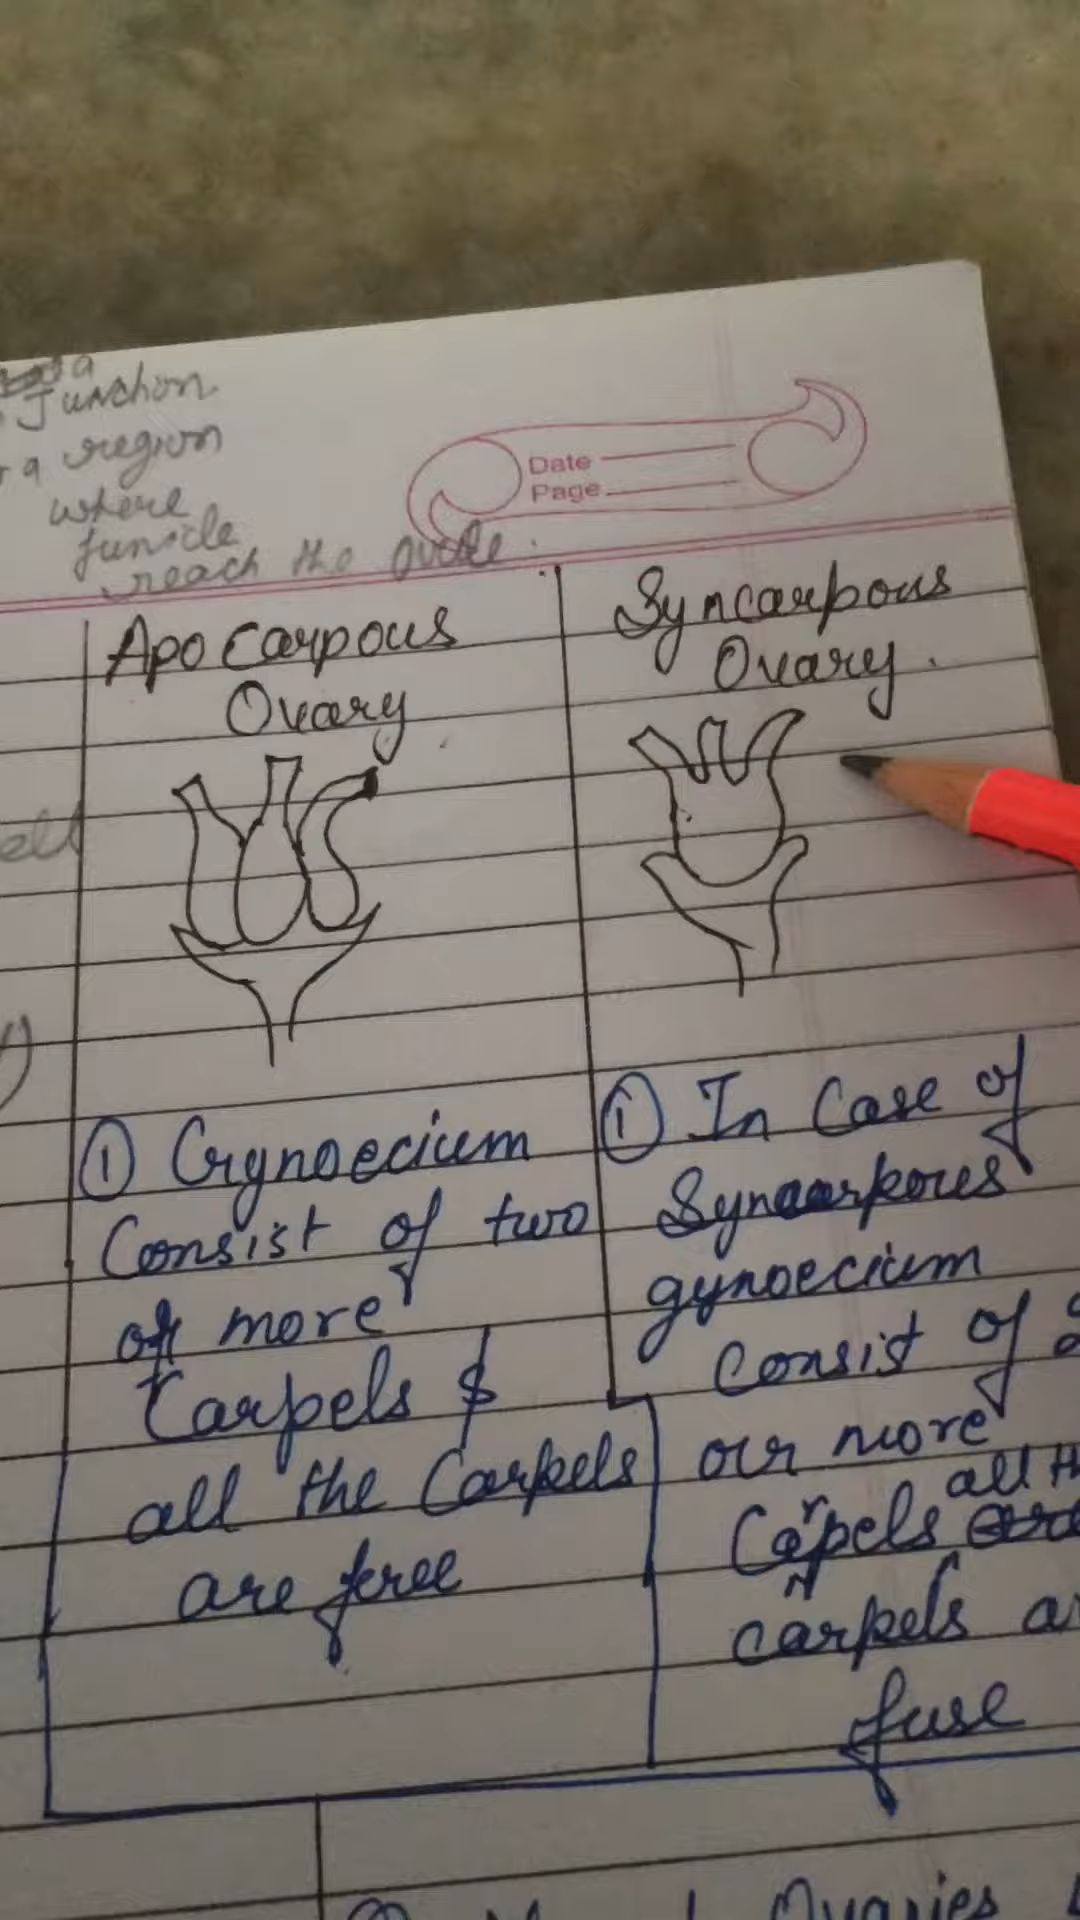 a
Junction
a region
where
funicle
reach the ovule.
Date
Page
Apocarpous
Ovary
Syncarpous
Ovary.
① Gynoecium
Consist of two
or more
Carpels &
all the Carpels
are free
① In Case of
Syncarpous
gynoecium
Consist of
our more
all
Carpels
carpels
fuse
Ovaries